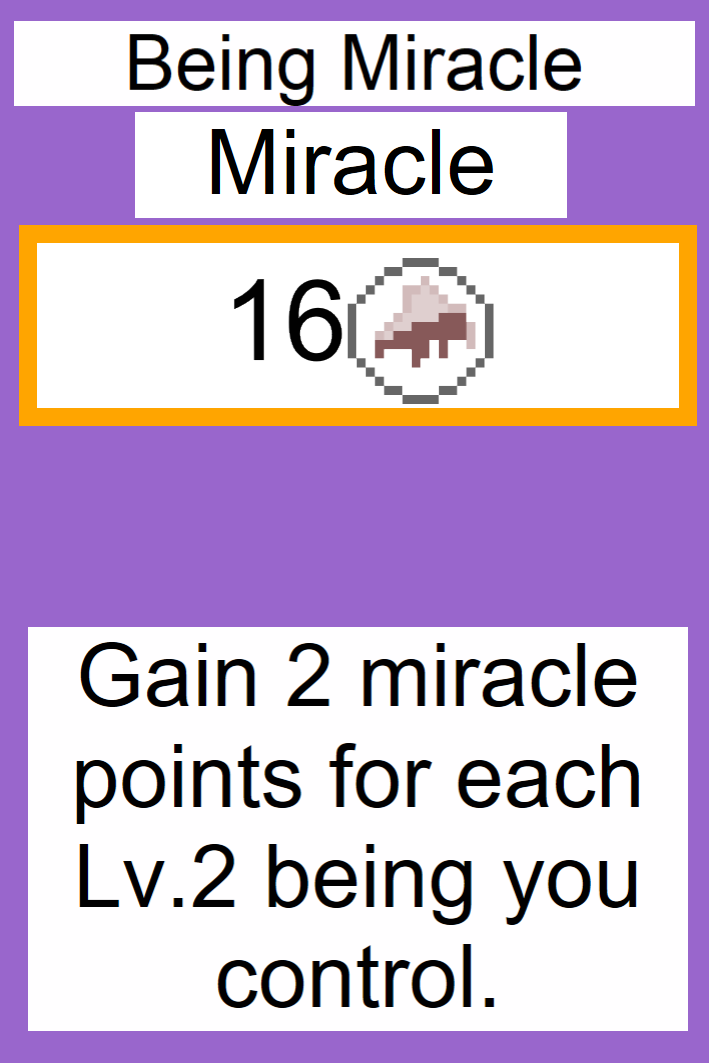 Being Miracle
Miracle
16
Gain 2 miracle
points for each
Lv.2 being you
control.